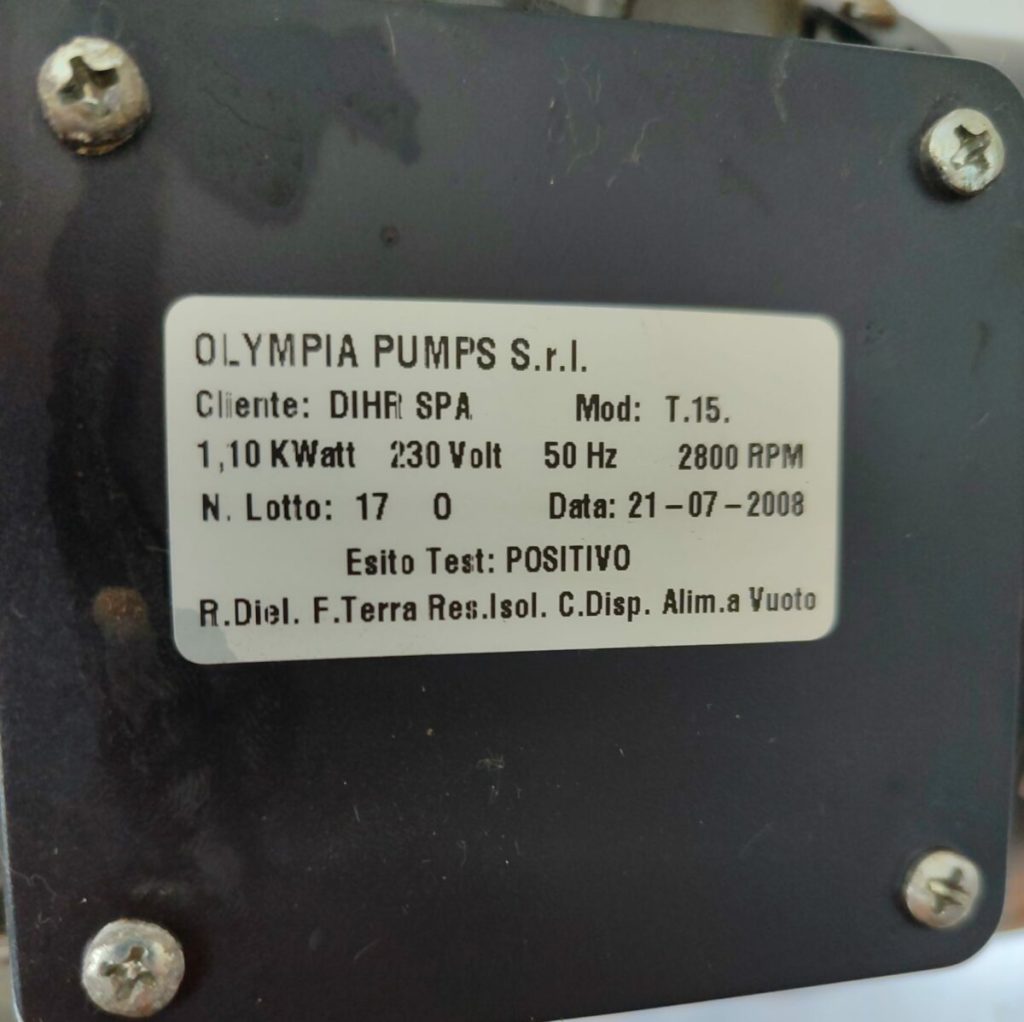 OLYMPIA PUMPS S.r.l.
Cliente: DIHR SPA Mod: T.15.
1,10 KWatt 230 Volt 50 Hz 2800 RPM
N. Lotto: 17 0 Data: 21-07-2008
Esito Test: POSITIVO
R.Diel. F.Terra Res.Isol. C.Disp. Alim.a Vuoto